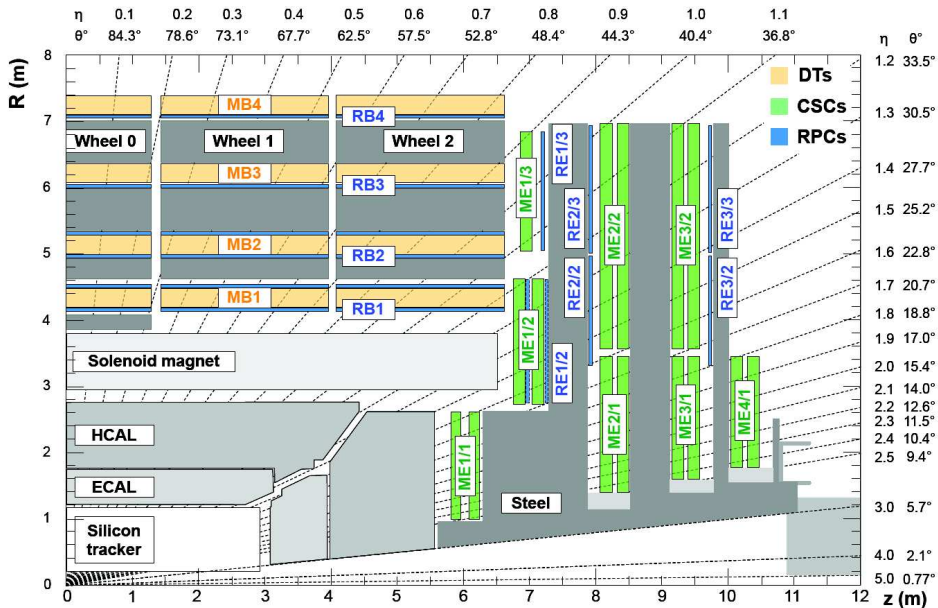 η 0.1 0.2 0.3 0.4 0.5 0.6 0.7 0.8 0.9 1.0 1.1
θ° 84.3° 78.6° 73.1° 67.7° 62.5° 57.5° 52.8° 48.4° 44.3° 40.4° 36.8° η θ°
R (m)
8
7
6
5
4
3
2
1
0
1.2 33.5°
1.3 30.5°
1.4 27.7°
1.5 25.2°
1.6 22.8°
1.7 20.7°
1.8 18.8°
1.9 17.0°
2.0 15.4°
2.1 14.0°
2.2 12.6°
2.3 11.5°
2.4 10.4°
2.5 9.4°
3.0 5.7°
4.0 2.1°
5.0 0.77°
DTs
CSCs
RPCs
MB4
RB4
Wheel 0 Wheel 1 Wheel 2
MB3
RB3
MB2
RB2
MB1
RB1
Solenoid magnet
HCAL
ECAL
Silicon
tracker
Steel
ME1/3
RE1/3
RE2/3
ME2/2
ME3/2
RE3/3
RE2/2
RE3/2
ME1/2
RE1/2
ME1/1
ME2/1
ME3/1
ME4/1
0 1 2 3 4 5 6 7 8 9 10 11 12
z (m)